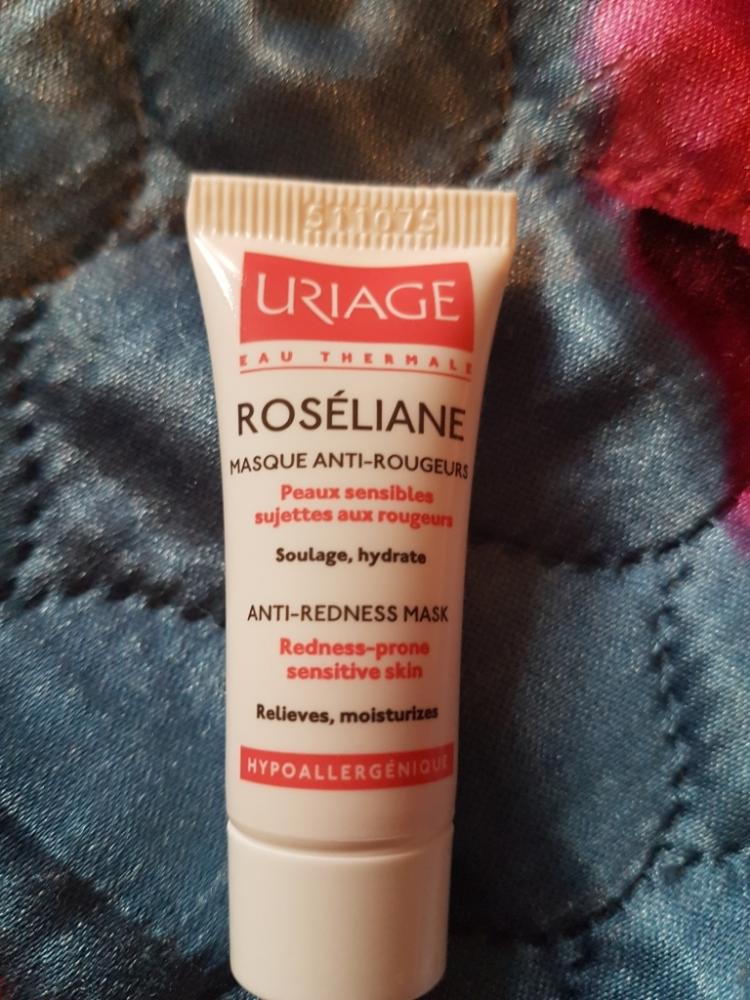 511075
URIAGE
EAU THERMALE
ROSÉLIANE
MASQUE ANTI-ROUGEURS
Peaux sensibles
sujettes aux rougeurs
Soulage, hydrate
ANTI-REDNESS MASK
Redness-prone
sensitive skin
Relieves, moisturizes
HYPOALLERGÉNIQUE